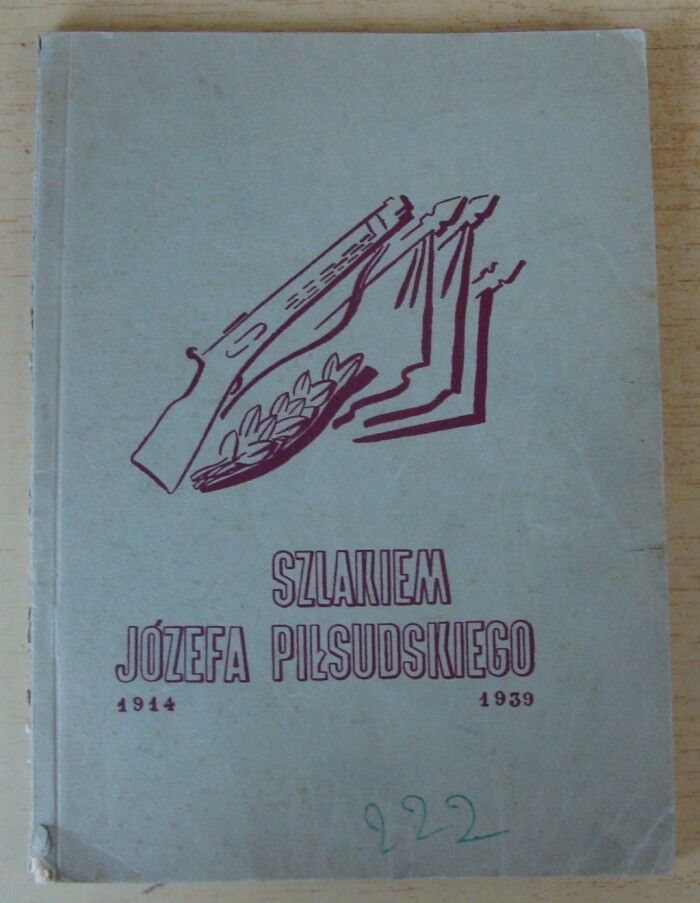 SZLAKIEM
JÓZEFA PIŁSUDSKIEGO
1914 1939
222